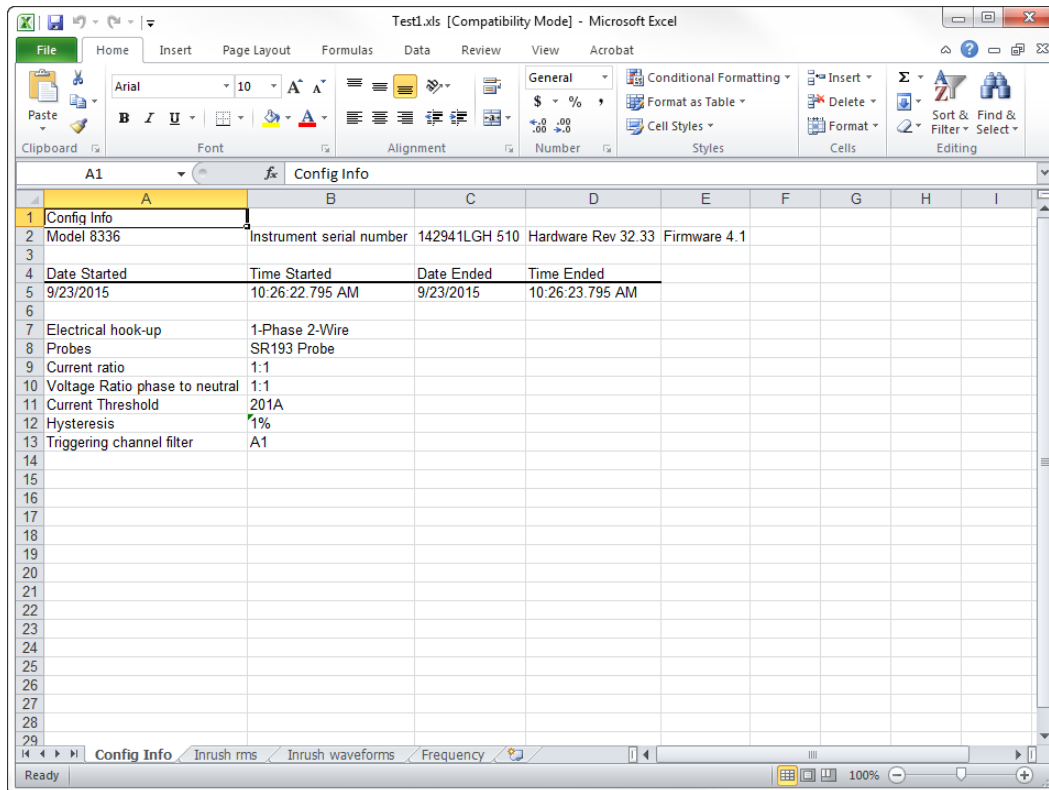 Test1.xls [Compatibility Mode] - Microsoft Excel
File Home Insert Page Layout Formulas Data Review View Acrobat
Paste
Arial 10
B I U A
General
$ % ,
Conditional Formatting
Format as Table
Cell Styles
Insert
Delete
Format
Σ
Sort & Filter
Find & Select
Clipboard Font Alignment Number Styles Cells Editing
A1 fx Config Info
A B C D E F G H I
1 Config Info
2 Model 8336 Instrument serial number 142941LGH 510 Hardware Rev 32.33 Firmware 4.1
3
4 Date Started Time Started Date Ended Time Ended
5 9/23/2015 10:26:22.795 AM 9/23/2015 10:26:23.795 AM
6
7 Electrical hook-up 1-Phase 2-Wire
8 Probes SR193 Probe
9 Current ratio 1:1
10 Voltage Ratio phase to neutral 1:1
11 Current Threshold 201A
12 Hysteresis 1%
13 Triggering channel filter A1
14
15
16
17
18
19
20
21
22
23
24
25
26
27
28
29
Config Info Inrush rms Inrush waveforms Frequency
Ready 100%